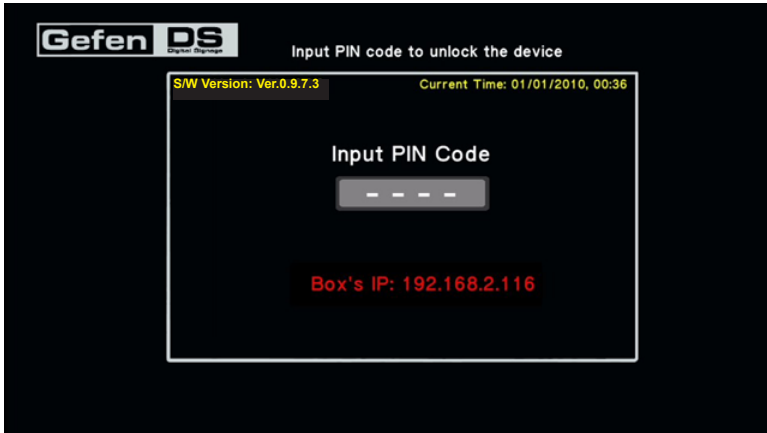 Gefen DS
Digital Signage
Input PIN code to unlock the device
S/W Version: Ver.0.9.7.3
Current Time: 01/01/2010, 00:36
Input PIN Code
- - - -
Box's IP: 192.168.2.116